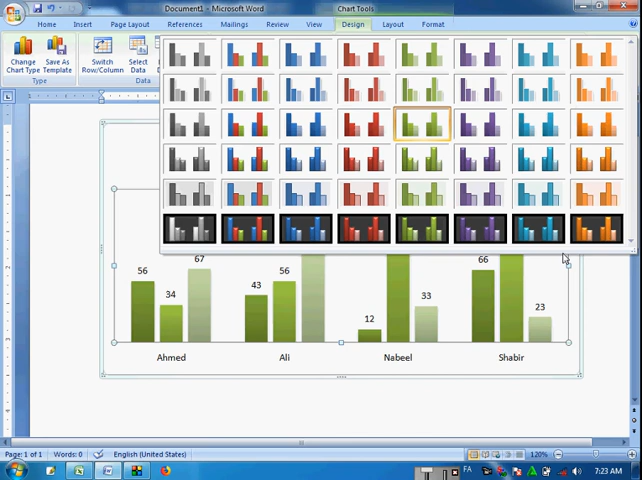 Document1 - Microsoft Word
Chart Tools
Home Insert Page Layout References Mailings Review View Design Layout Format
Change Chart Type
Save As Template
Switch Row/Column
Select Data
Type
Data
67
56
34
56
43
12
33
66
23
Ahmed Ali Nabeel Shabir
Page: 1 of 1 Words: 0 English (United States) 120%
FA 7:23 AM